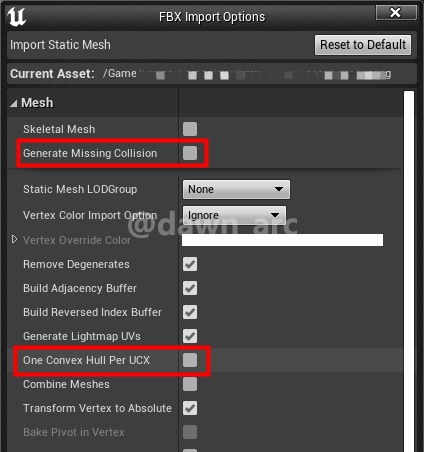 FBX Import Options
Import Static Mesh
Reset to Default
Current Asset: /Game
Mesh
Skeletal Mesh
Generate Missing Collision
Static Mesh LODGroup
None
Vertex Color Import Option
Ignore
@dawn_arc
Vertex Override Color
Remove Degenerates
Build Adjacency Buffer
Build Reversed Index Buffer
Generate Lightmap UVs
One Convex Hull Per UCX
Combine Meshes
Transform Vertex to Absolute
Bake Pivot in Vertex